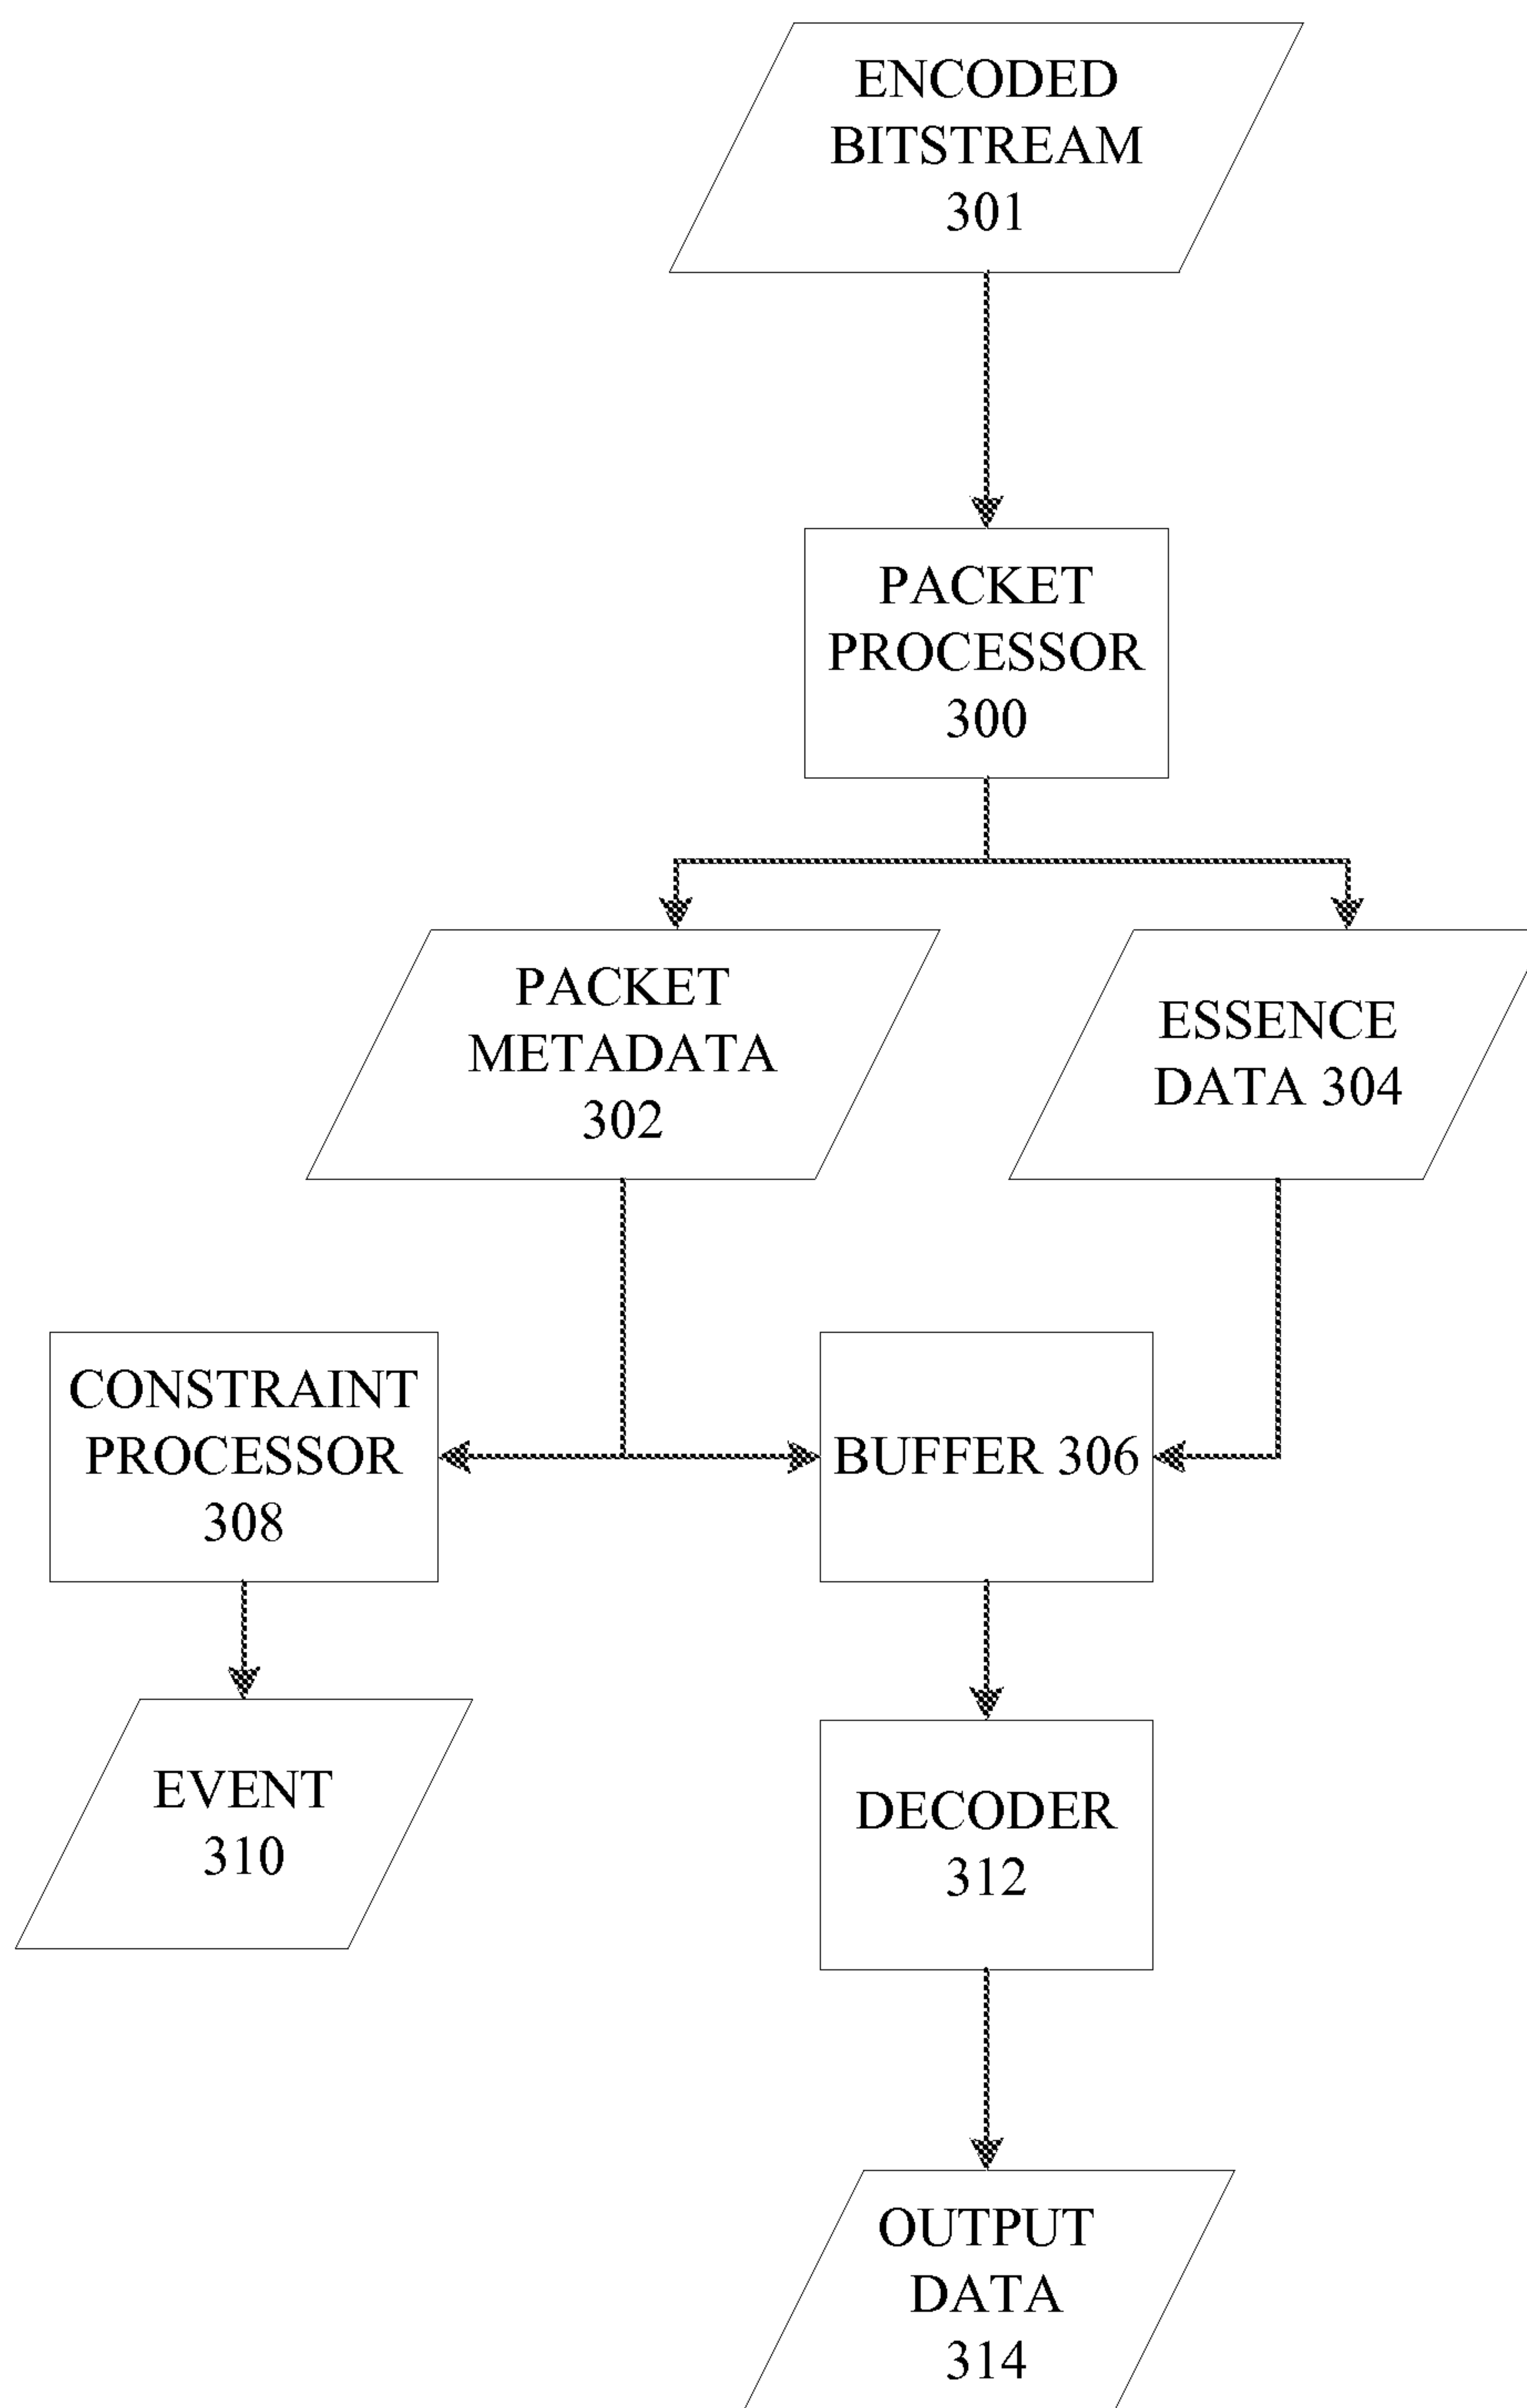 ENCODED
BITSTREAM
301
PACKET
PROCESSOR
300
PACKET
METADATA
302
ESSENCE
DATA 304
CONSTRAINT
PROCESSOR
308
BUFFER 306
EVENT
310
DECODER
312
OUTPUT
DATA
314